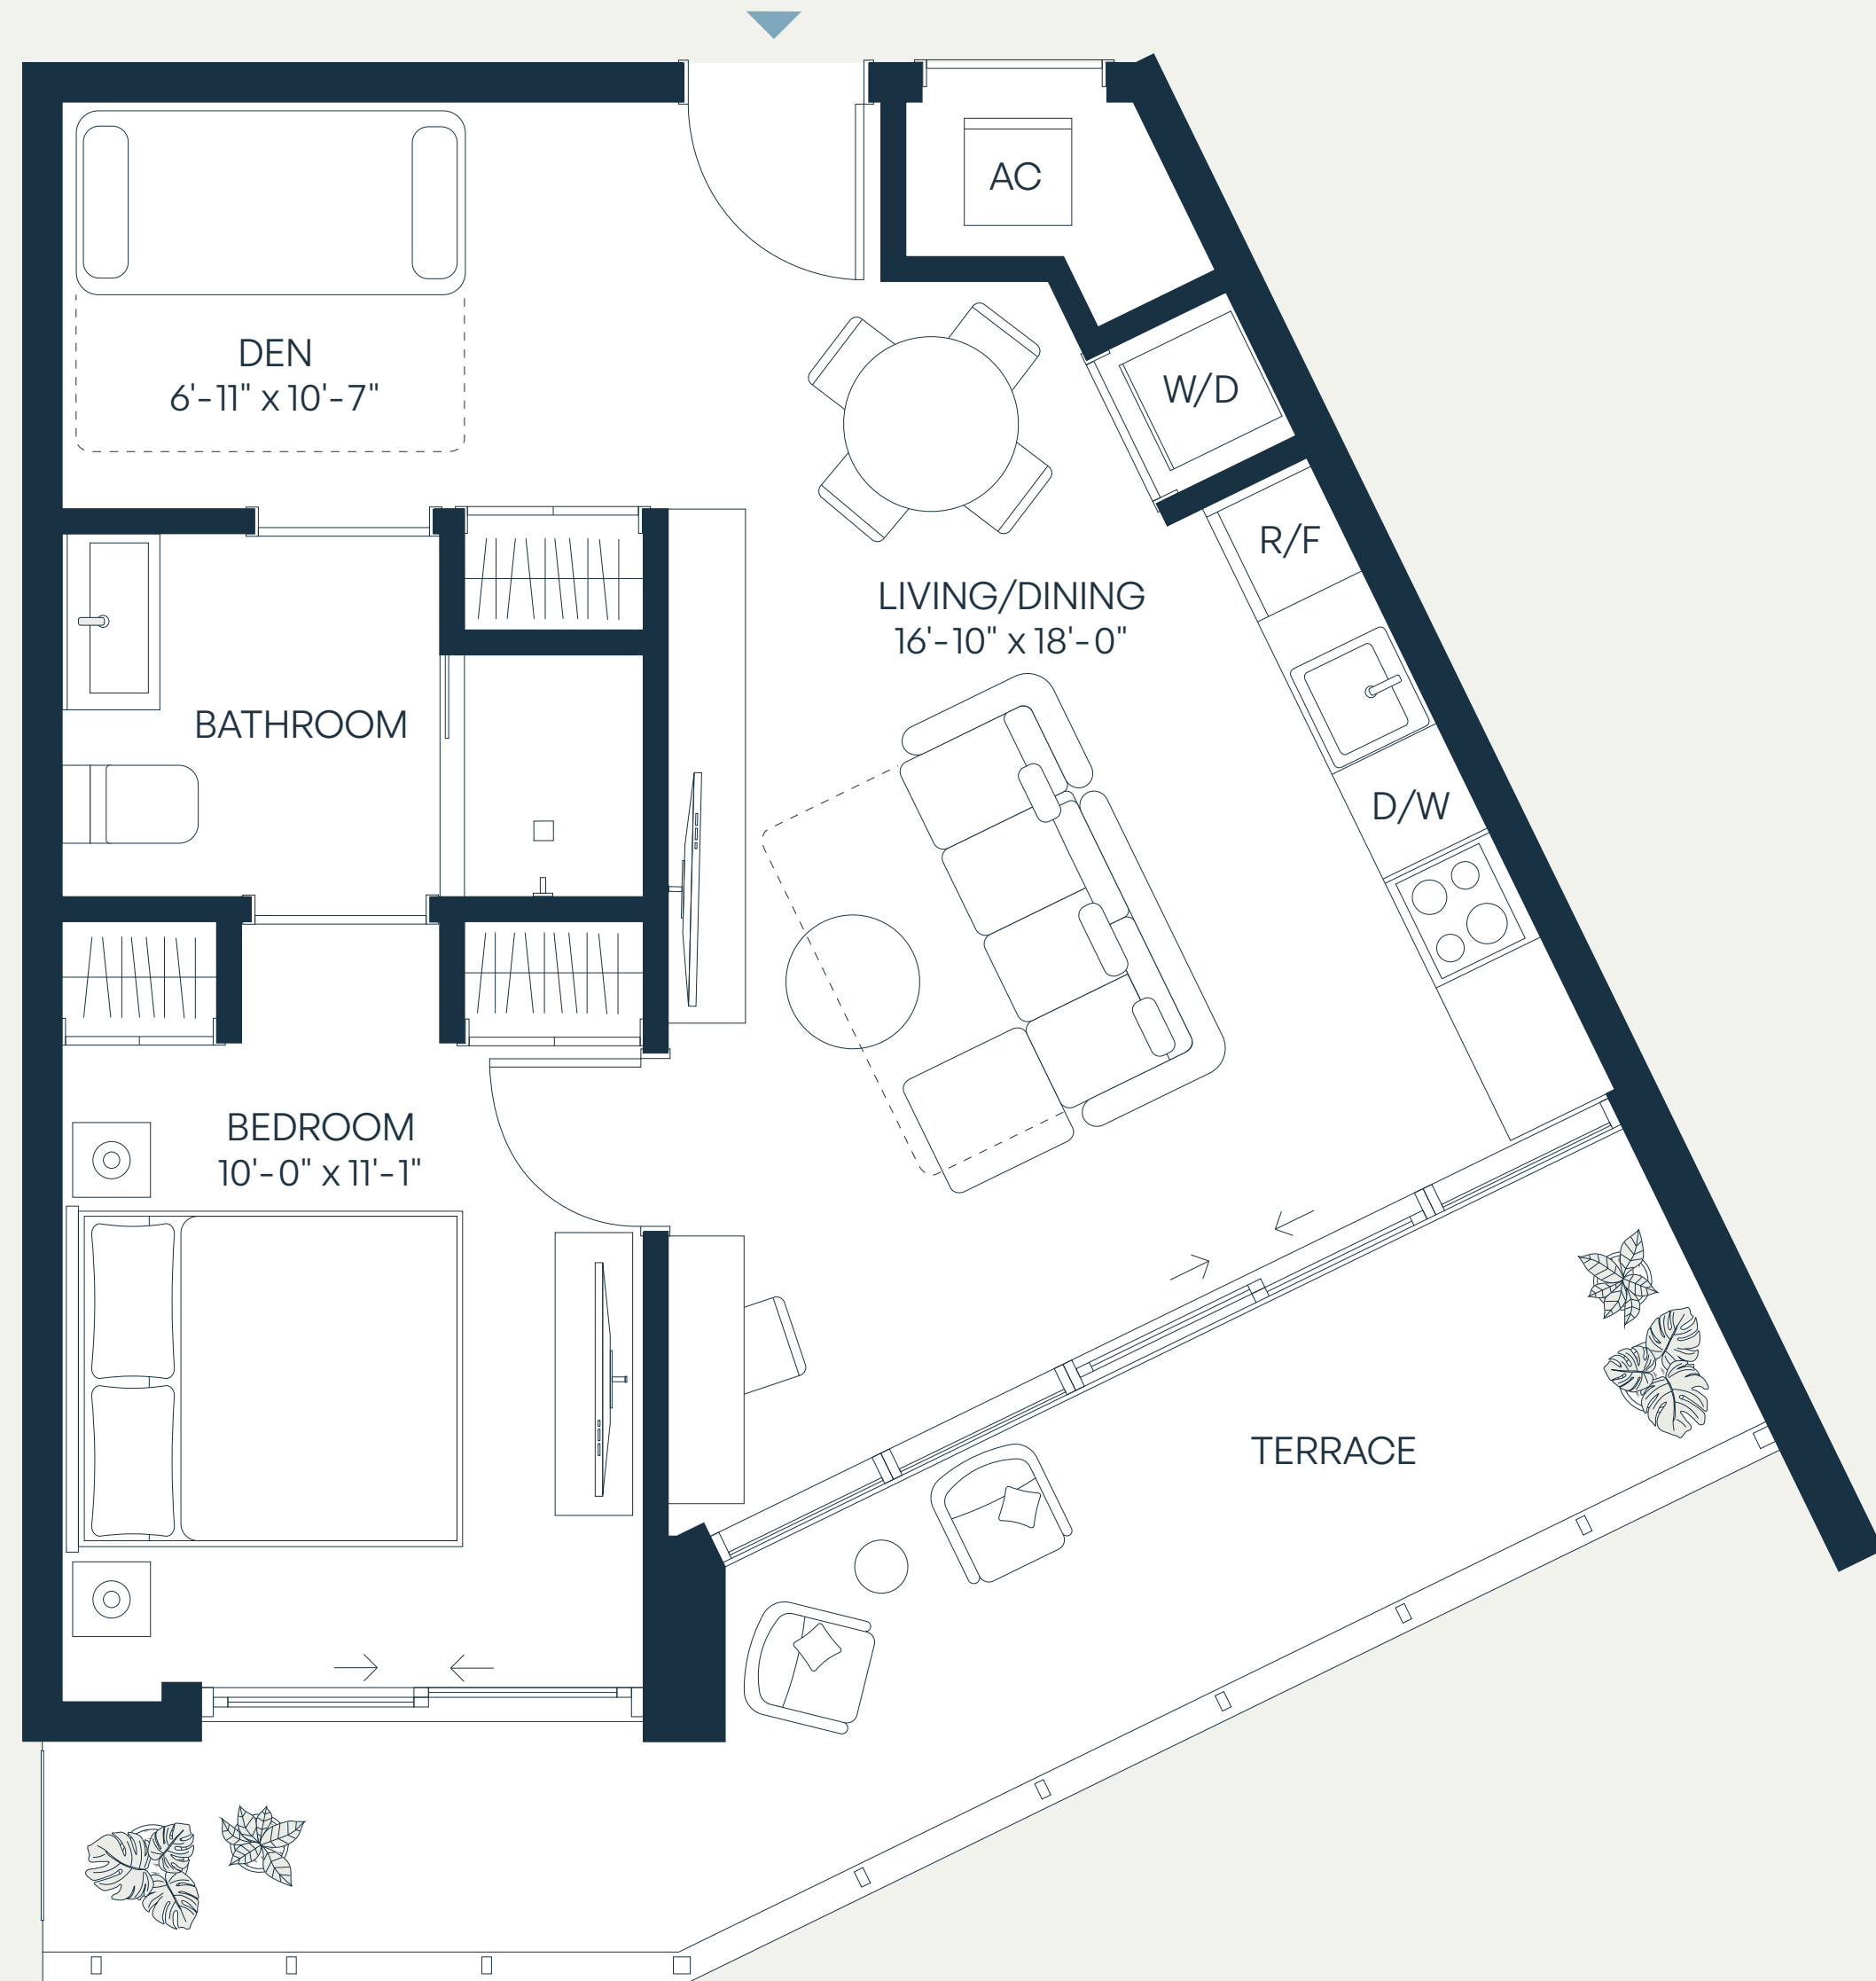 AC
DEN
6'-11" x 10'-7"
W/D
R/F
LIVING/DINING
16'-10" x 18'-0"
BATHROOM
D/W
BEDROOM
10'-0" x 11'-1"
TERRACE